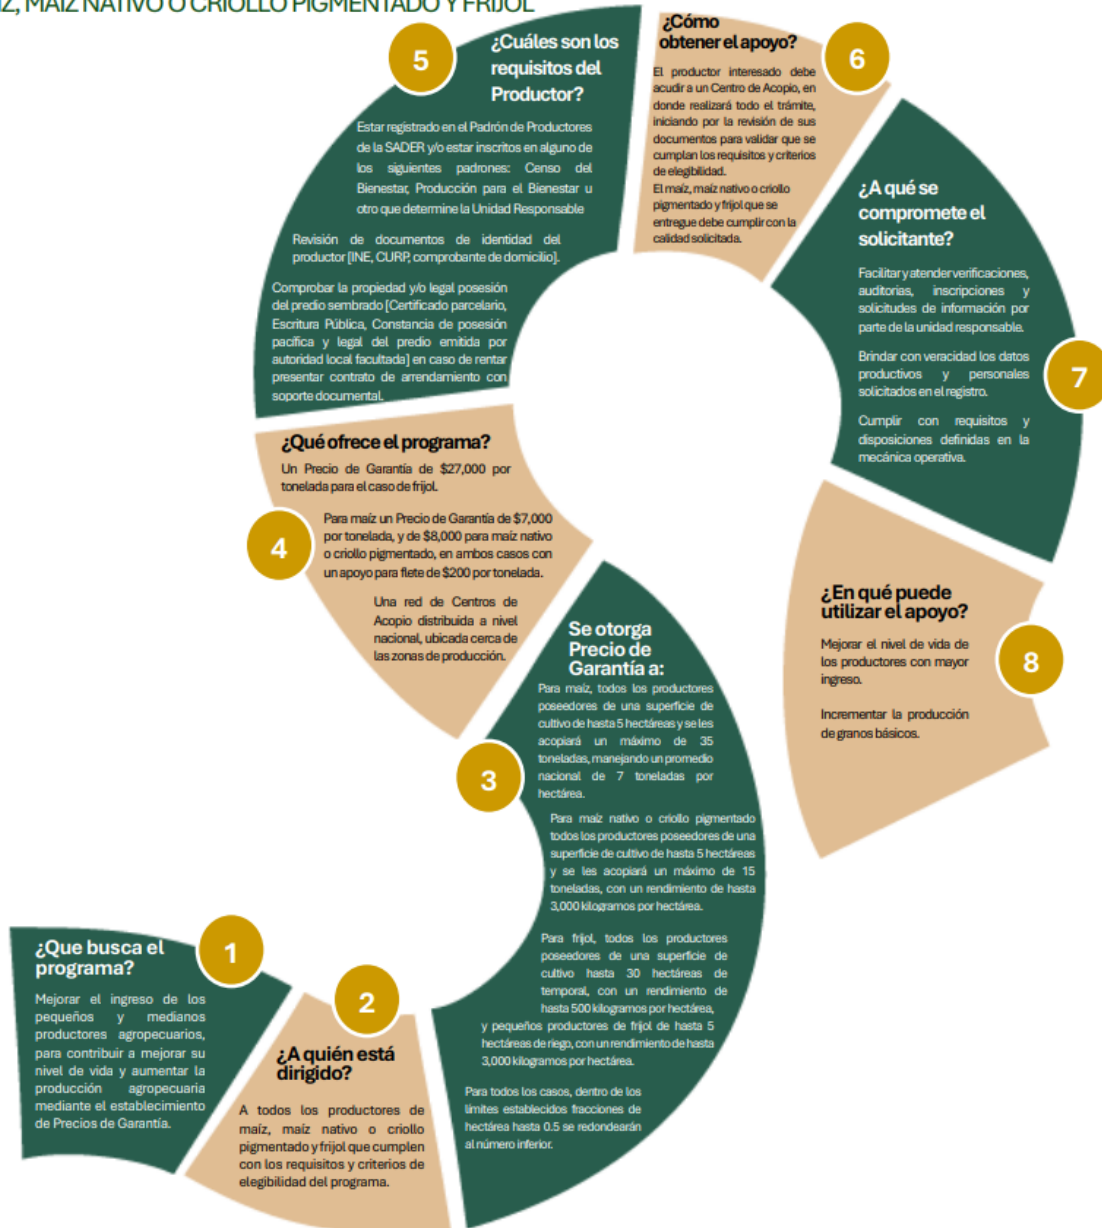 MAÍZ NATIVO O CRIOLLO PIGMENTADO Y FRIJOL
1
¿Que busca el
programa?
Mejorar el ingreso de los
pequeños y medianos
productores agropecuarios,
para contribuir a mejorar su
nivel de vida y aumentar la
producción agropecuaria
mediante el establecimiento
de Precios de Garantía.
2
¿A quién está
dirigido?
A todos los productores de
maíz, maíz nativo o criollo
pigmentado y frijol que cumplen
con los requisitos y criterios de
elegibilidad del programa.
3
Se otorga
Precio de
Garantía a:
Para maíz, todos los productores
poseedores de una superficie de
cultivo de hasta 5 hectáreas y se les
acopiará un máximo de 35
toneladas, manejando un promedio
nacional de 7 toneladas por
hectárea.
Para maíz nativo o criollo pigmentado
todos los productores poseedores de una
superficie de cultivo de hasta 5 hectáreas
y se les acopiará un máximo de 15
toneladas, con un rendimiento de hasta
3,000 kilogramos por hectárea.
Para frijol, todos los productores
poseedores de una superficie de
cultivo hasta 30 hectáreas de
temporal, con un rendimiento de
hasta 500 kilogramos por hectárea,
y pequeños productores de frijol de hasta 5
hectáreas de riego, con un rendimiento de hasta
3,000 kilogramos por hectárea.
Para todos los casos, dentro de los
límites establecidos fracciones de
hectárea hasta 0.5 se redondearán
al número inferior.
4
¿Qué ofrece el programa?
Un Precio de Garantía de $27,000 por
tonelada para el caso de frijol.
Para maíz un Precio de Garantía de $7,000
por tonelada, y de $8,000 para maíz nativo
o criollo pigmentado, en ambos casos con
un apoyo para flete de $200 por tonelada.
Una red de Centros de
Acopio distribuida a nivel
nacional, ubicada cerca de
las zonas de producción.
5
¿Cuáles son los
requisitos del
Productor?
Estar registrado en el Padrón de Productores
de la SADER y/o estar inscritos en alguno de
los siguientes padrones: Censo del
Bienestar, Producción para el Bienestar u
otro que determine la Unidad Responsable
Revisión de documentos de identidad del
productor [INE, CURP, comprobante de domicilio].
Comprobar la propiedad y/o legal posesión
del predio sembrado [Certificado parcelario,
Escritura Pública, Constancia de posesión
pacífica y legal del predio emitida por
autoridad local facultada] en caso de rentar
presentar contrato de arrendamiento con
soporte documental.
6
¿Cómo
obtener el apoyo?
El productor interesado debe
acudir a un Centro de Acopio, en
donde realizará todo el trámite,
iniciando por la revisión de sus
documentos para validar que se
cumplan los requisitos y criterios
de elegibilidad.
El maíz, maíz nativo o criollo
pigmentado y frijol que se
entregue debe cumplir con la
calidad solicitada.
7
¿A qué se
compromete el
solicitante?
Facilitar y atender verificaciones,
auditorias, inscripciones y
solicitudes de información por
parte de la unidad responsable.
Brindar con veracidad los datos
productivos y personales
solicitados en el registro.
Cumplir con requisitos y
disposiciones definidas en la
mecánica operativa.
8
¿En qué puede
utilizar el apoyo?
Mejorar el nivel de vida de
los productores con mayor
ingreso.
Incrementar la producción
de granos básicos.